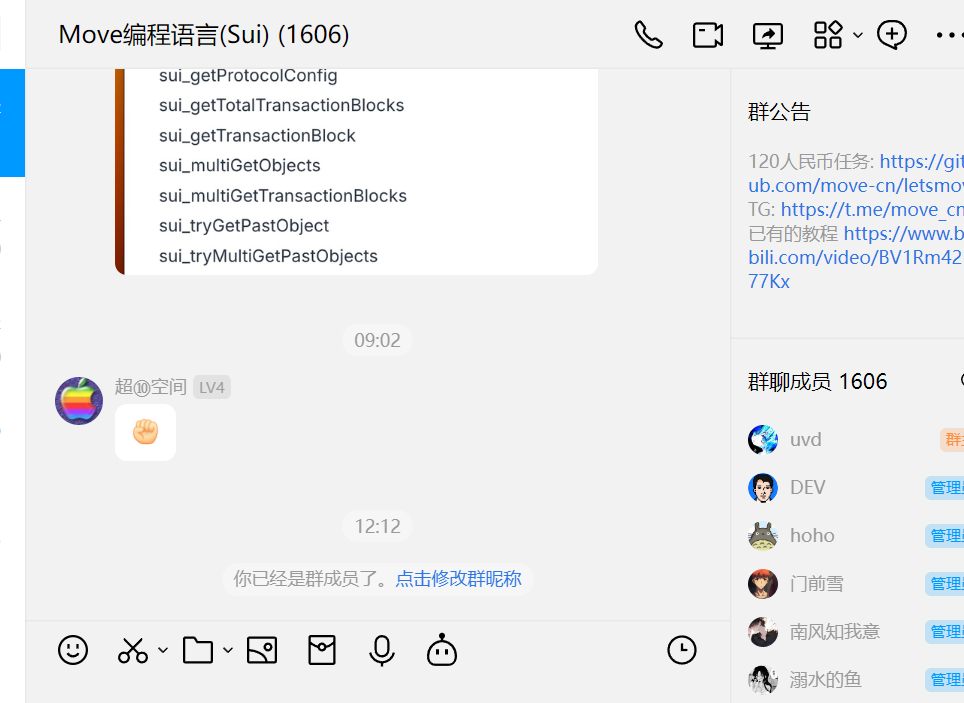 Move编程语言(Sui) (1606)
sui_getProtocolConfig
sui_getTotalTransactionBlocks
sui_getTransactionBlock
sui_multiGetObjects
sui_multiGetTransactionBlocks
sui_tryGetPastObject
sui_tryMultiGetPastObjects
09:02
超⑩空间 LV4
12:12
你已经是群成员了。点击修改群昵称
群公告
120人民币任务: https://git
ub.com/move-cn/letsmov
TG: https://t.me/move_cn
已有的教程 https://www.b
bili.com/video/BV1Rm42
77Kx
群聊成员 1606
uvd
DEV 管理
hoho 管理
门前雪 管理
南风知我意 管理
溺水的鱼 管理